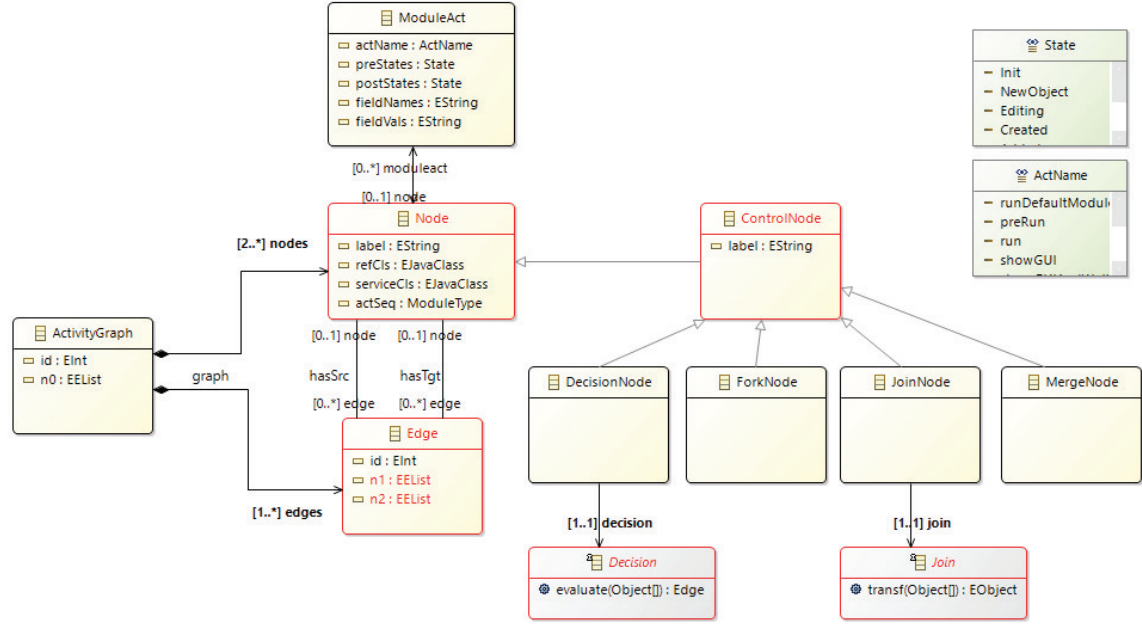 ModuleAct
actName : ActName
preStates : State
postStates : State
fieldNames : EString
fieldVals : EString
[0..*] moduleact
[0..1] node
Node
label : EString
refCls : EJavaClass
serviceCls : EJavaClass
actSeq : ModuleType
[2..*] nodes
ActivityGraph
id : EInt
n0 : EEList
graph
[1..*] edges
[0..1] node
[0..1] node
hasSrc
hasTgt
[0..*] edge
[0..*] edge
Edge
id : EInt
n1 : EEList
n2 : EEList
ControlNode
label : EString
DecisionNode
ForkNode
JoinNode
MergeNode
[1..1] decision
[1..1] join
Decision
evaluate(Object[]) : Edge
Join
transf(Object[]) : EObject
State
Init
NewObject
Editing
Created
ActName
runDefaultModul
preRun
run
showGUI